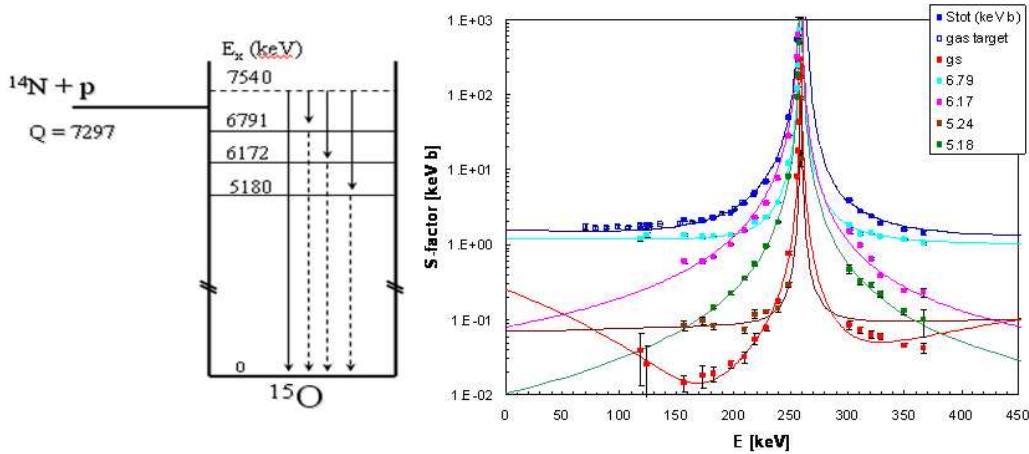 E_x (keV)
7540
¹⁴N + p
6791
Q = 7297
6172
5180
0
¹⁵O
1.E+03
1.E+02
1.E+01
1.E+00
1.E-01
1.E-02
S-factor [keV b]
0 50 100 150 200 250 300 350 400 450
E [keV]
Stot (keV b)
gas target
gs
6.79
6.17
5.24
5.18